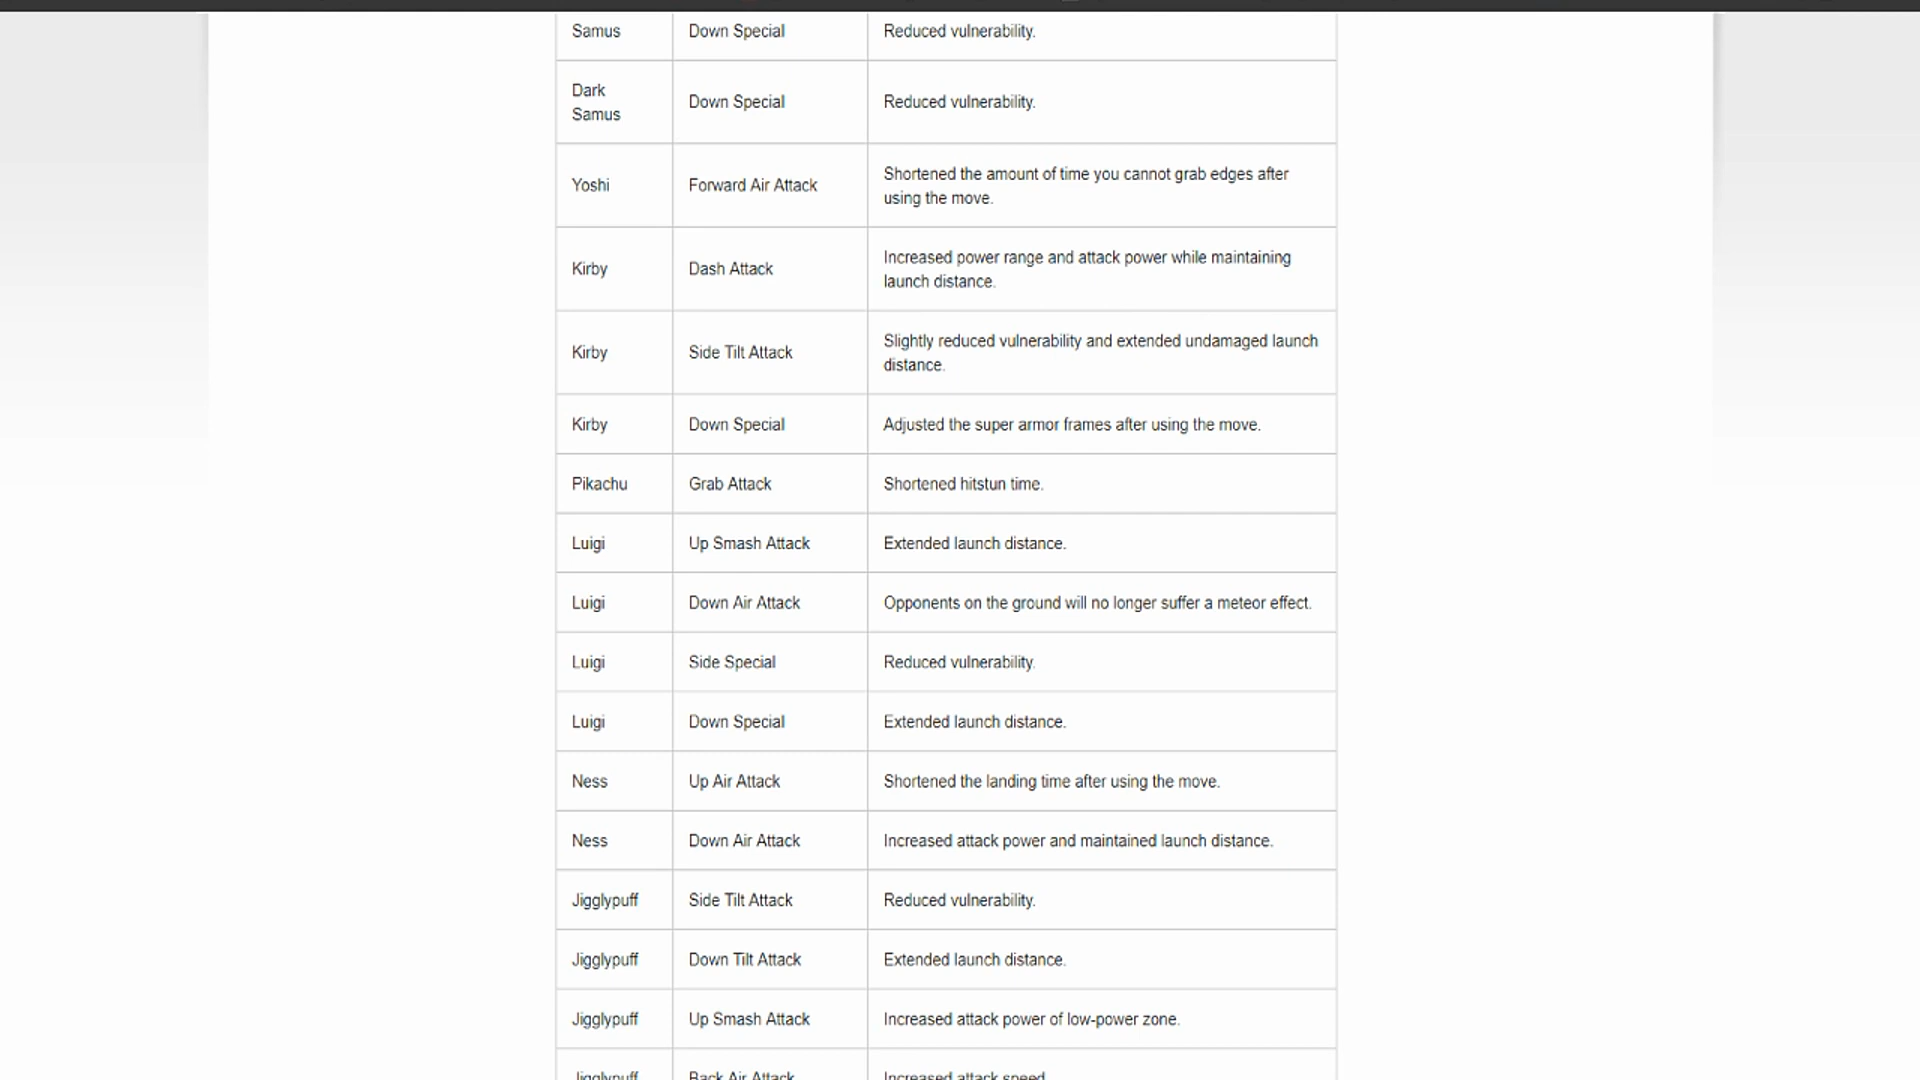 Samus Down Special Reduced vulnerability.
Dark
Samus Down Special Reduced vulnerability.
Yoshi Forward Air Attack Shortened the amount of time you cannot grab edges after
using the move.
Kirby Dash Attack Increased power range and attack power while maintaining
launch distance.
Kirby Side Tilt Attack Slightly reduced vulnerability and extended undamaged launch
distance.
Kirby Down Special Adjusted the super armor frames after using the move.
Pikachu Grab Attack Shortened hitstun time.
Luigi Up Smash Attack Extended launch distance.
Luigi Down Air Attack Opponents on the ground will no longer suffer a meteor effect.
Luigi Side Special Reduced vulnerability.
Luigi Down Special Extended launch distance.
Ness Up Air Attack Shortened the landing time after using the move.
Ness Down Air Attack Increased attack power and maintained launch distance.
Jigglypuff Side Tilt Attack Reduced vulnerability.
Jigglypuff Down Tilt Attack Extended launch distance.
Jigglypuff Up Smash Attack Increased attack power of low-power zone.
Jigglypuff Back Air Attack Increased attack speed.